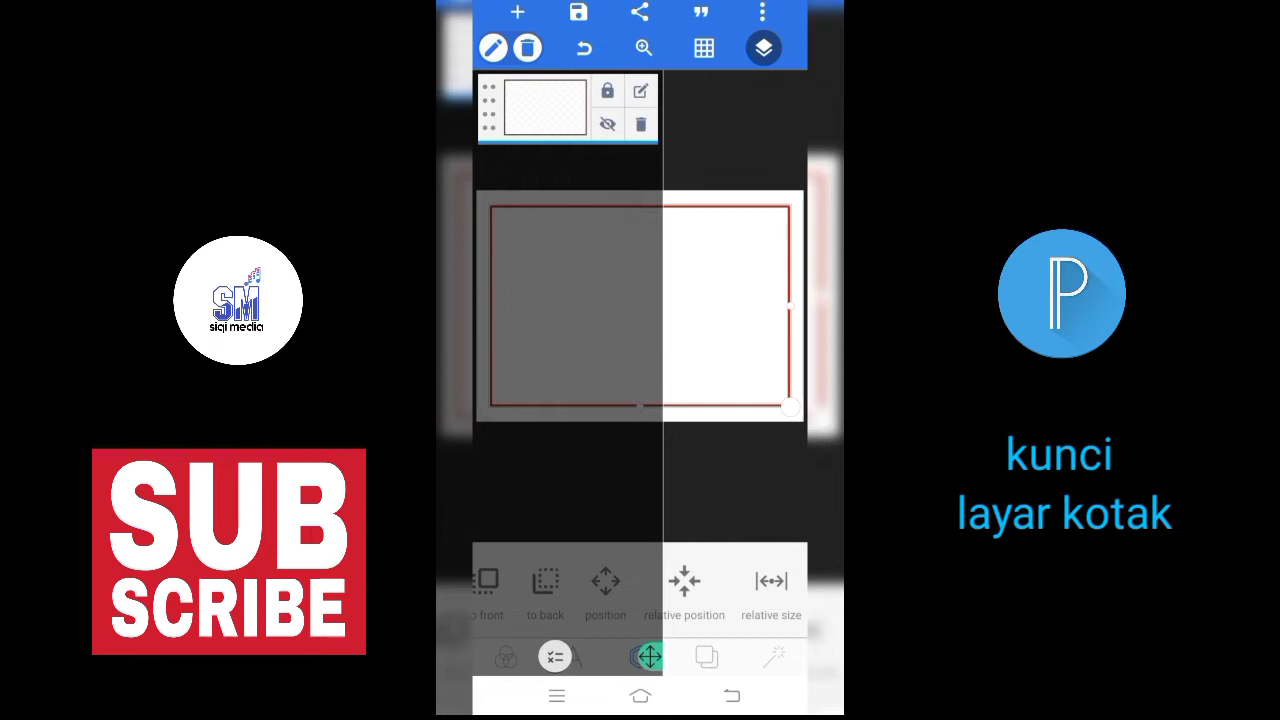 SM
siqi media
SUB
SCRIBE
to back
position
relative position
relative size
kunci
layar kotak